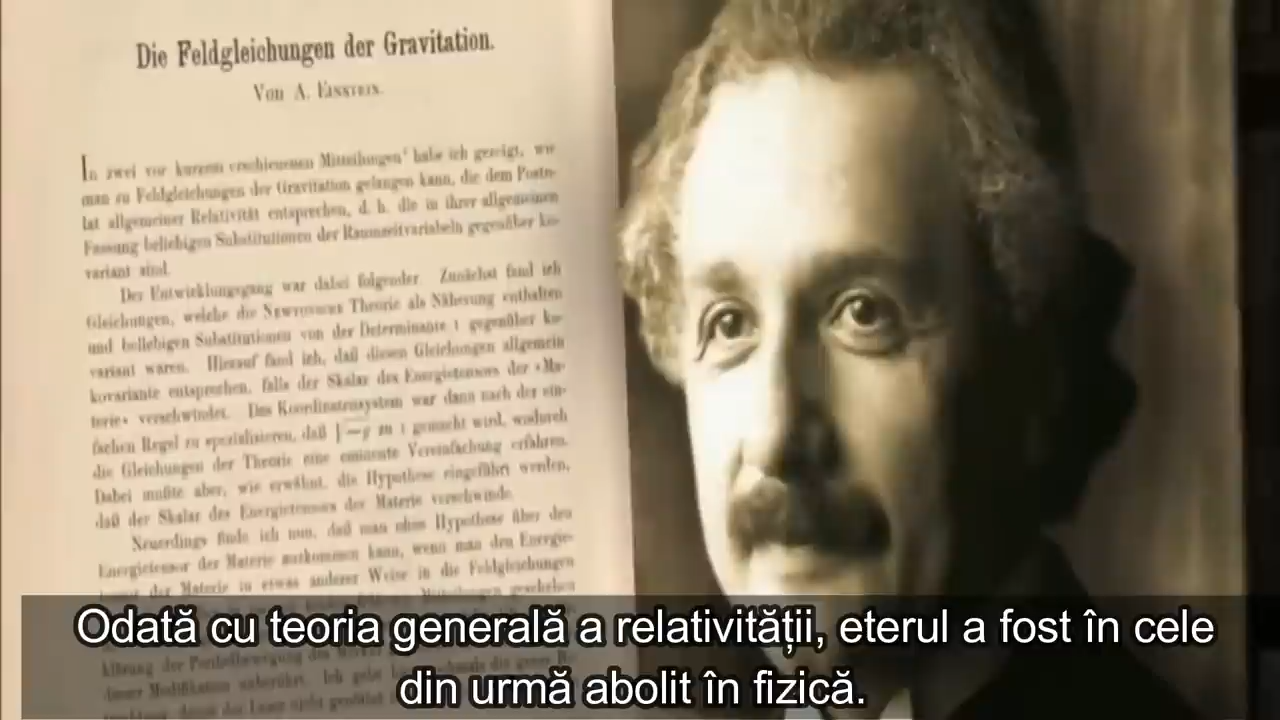 Die Feldgleichungen der Gravitation.
Von A. Einstein.
In zwei vor kurzem erschienenen Mitteilungen¹ habe ich gezeigt, wie
man zu Feldgleichungen der Gravitation gelangen kann, die dem Postu-
lat allgemeiner Relativität entsprechen, d. h. die in ihrer allgemeinen
Fassung beliebigen Substitutionen der Raumzeitvariabeln gegenüber ko-
variant sind.
Der Entwicklungsgang war dabei folgender. Zunächst fand ich
Gleichungen, welche die Newtonsche Theorie als Näherung enthalten
und beliebigen Substitutionen von der Determinante 1 gegenüber ko-
variant waren. Hierauf fand ich, daß diesen Gleichungen allgemein
kovariante entsprechen, falls der Skalar des Energietensors der »Ma-
terie« verschwindet. Das Koordinatensystem war dann nach der ein-
fachen Regel zu spezialisieren, daß √−g zu 1 gemacht wird, wodurch
die Gleichungen der Theorie eine eminente Vereinfachung erfahren.
Dabei mußte aber, wie erwähnt, die Hypothese eingeführt werden,
daß der Skalar des Energietensors der Materie verschwinde.
Neuerdings finde ich nun, daß man ohne Hypothese über den
Energietensor der Materie auskommen kann, wenn man den Energie-
der Materie in etwas anderer Weise in die Feldgleichungen
Odată cu teoria generală a relativității, eterul a fost în cele
din urmă abolit în fizică.